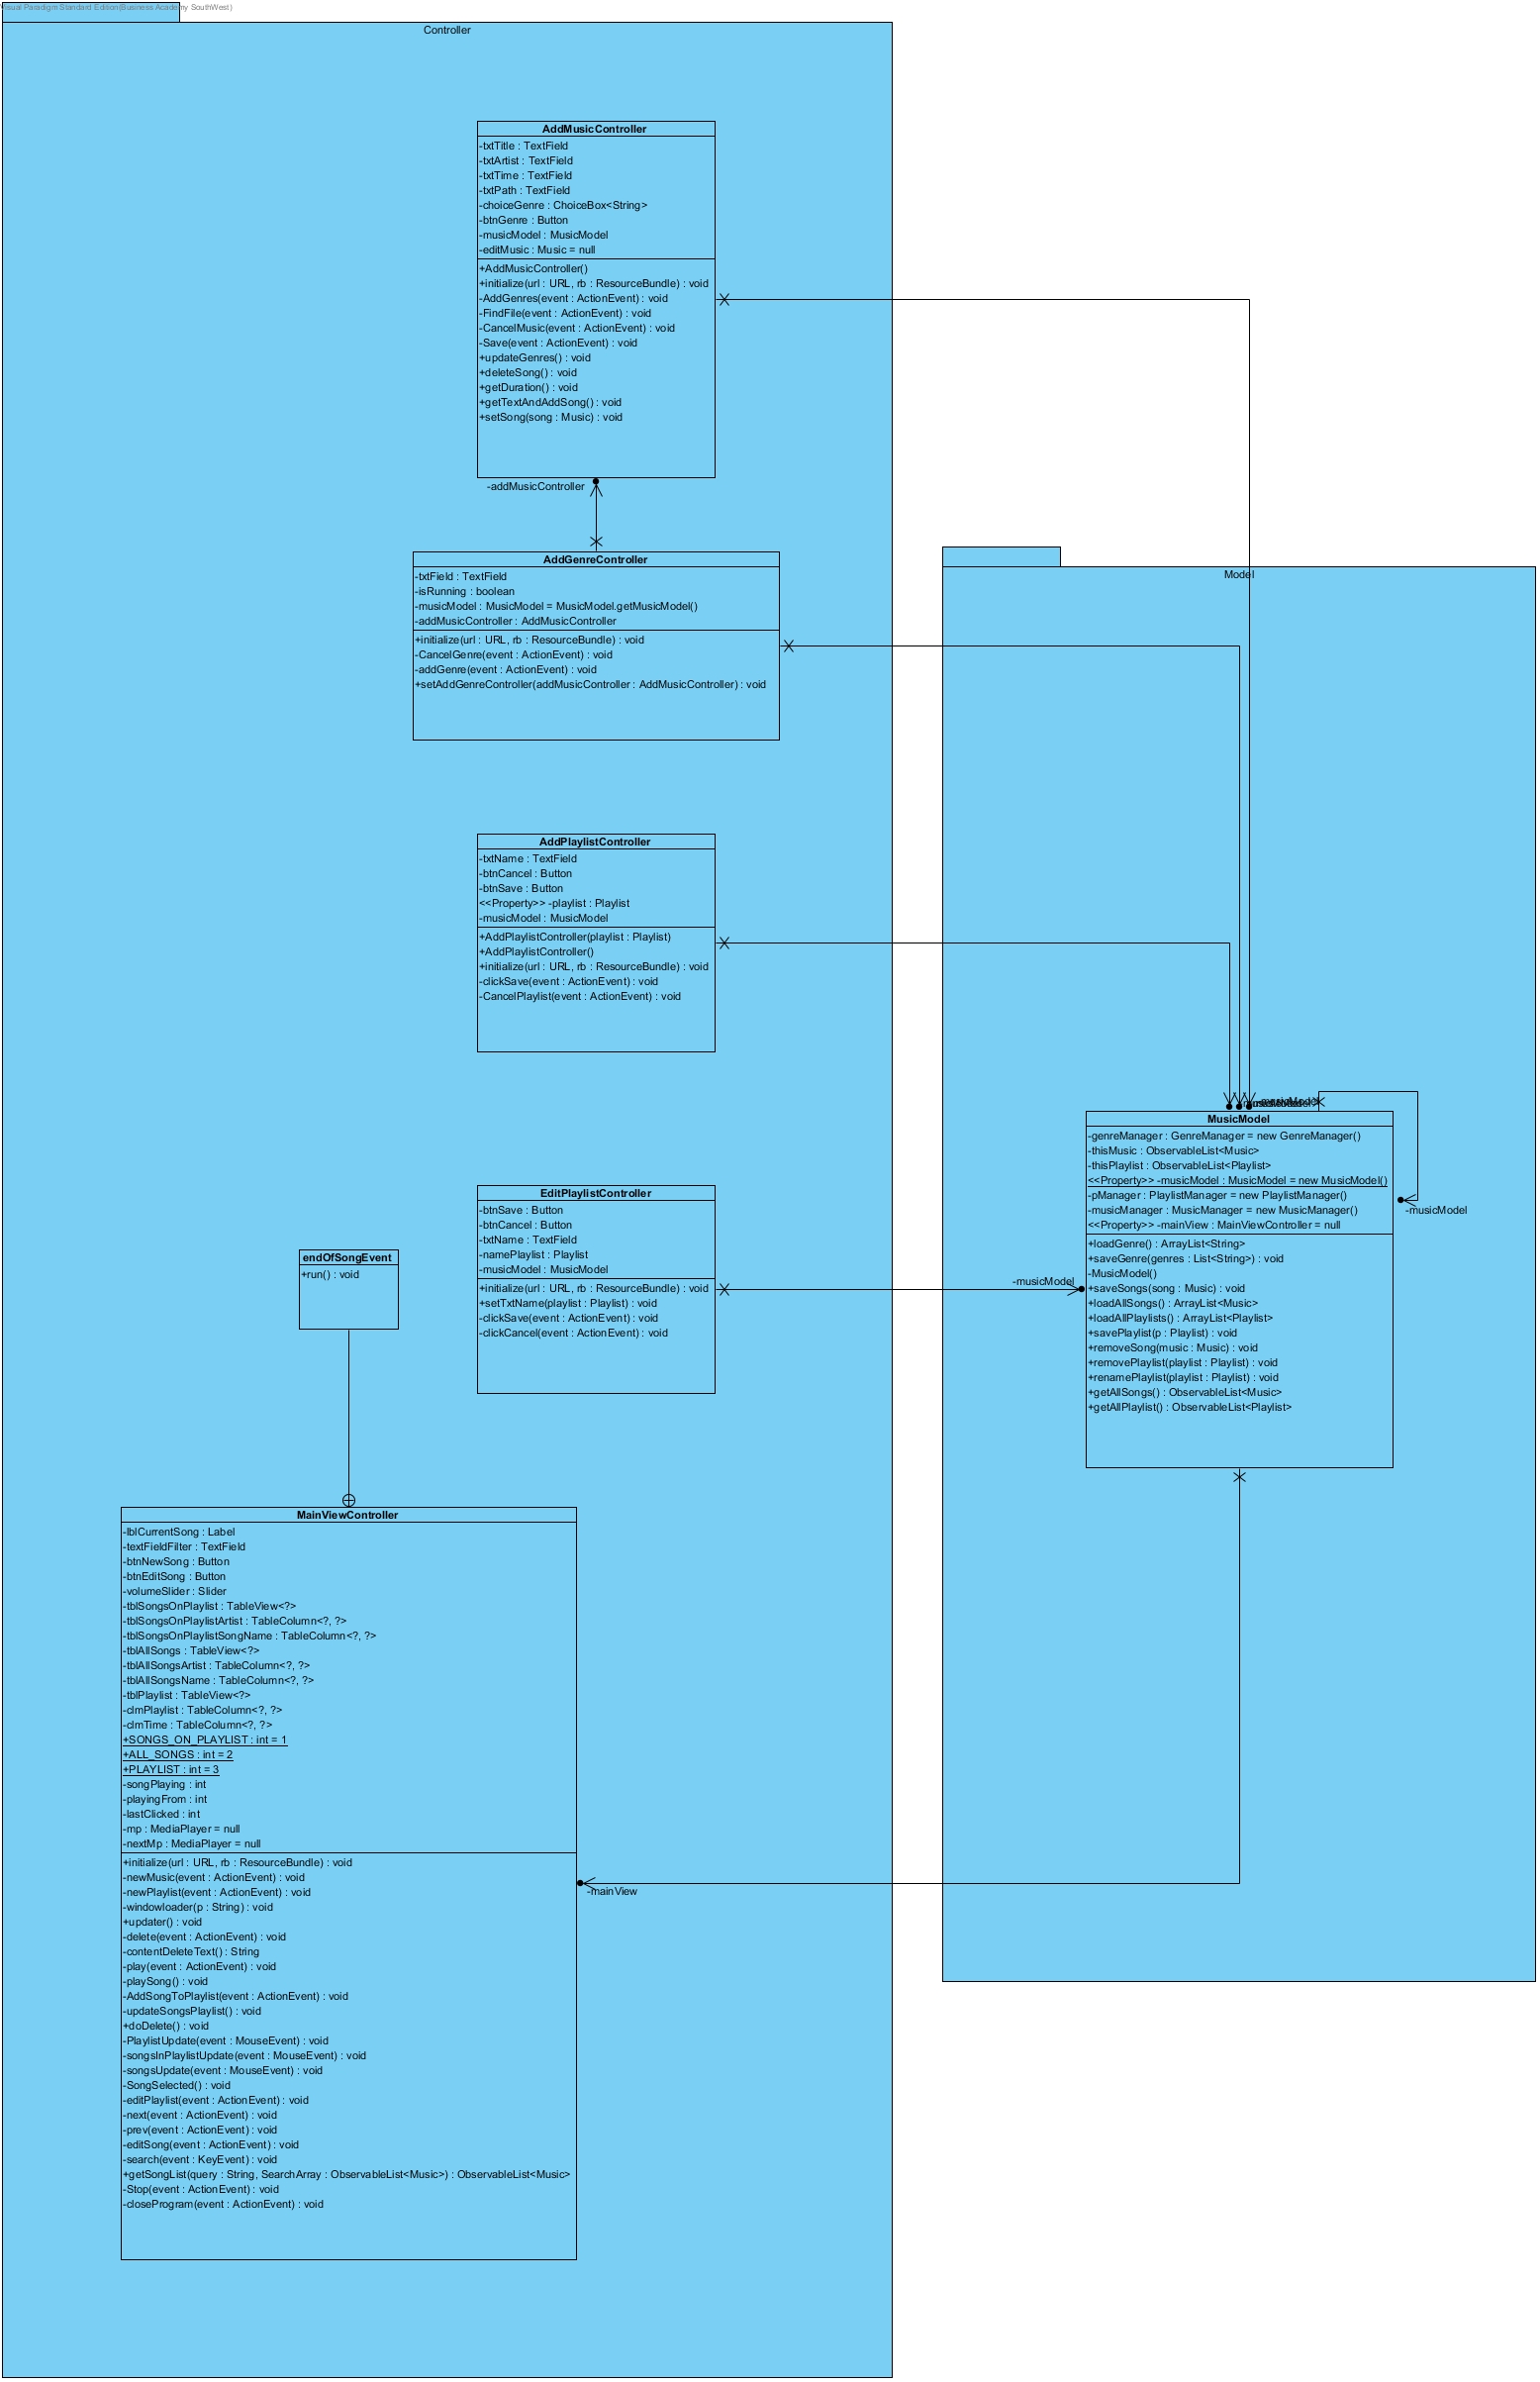 Visual Paradigm Standard Edition(Business Academy SouthWest)
Controller
AddMusicController
-txtTitle : TextField
-txtArtist : TextField
-txtTime : TextField
-txtPath : TextField
-choiceGenre : ChoiceBox<String>
-btnGenre : Button
-musicModel : MusicModel
-editMusic : Music = null
+AddMusicController()
+initialize(url : URL, rb : ResourceBundle) : void
-AddGenres(event : ActionEvent) : void
-FindFile(event : ActionEvent) : void
-CancelMusic(event : ActionEvent) : void
-Save(event : ActionEvent) : void
+updateGenres() : void
+deleteSong() : void
+getDuration() : void
+getTextAndAddSong() : void
+setSong(song : Music) : void
-addMusicController
AddGenreController
-txtField : TextField
-isRunning : boolean
-musicModel : MusicModel = MusicModel.getMusicModel()
-addMusicController : AddMusicController
+initialize(url : URL, rb : ResourceBundle) : void
-CancelGenre(event : ActionEvent) : void
-addGenre(event : ActionEvent) : void
+setAddGenreController(addMusicController : AddMusicController) : void
AddPlaylistController
-txtName : TextField
-btnCancel : Button
-btnSave : Button
<<Property>> -playlist : Playlist
-musicModel : MusicModel
+AddPlaylistController(playlist : Playlist)
+AddPlaylistController()
+initialize(url : URL, rb : ResourceBundle) : void
-clickSave(event : ActionEvent) : void
-CancelPlaylist(event : ActionEvent) : void
EditPlaylistController
-btnSave : Button
-btnCancel : Button
-txtName : TextField
-namePlaylist : Playlist
-musicModel : MusicModel
+initialize(url : URL, rb : ResourceBundle) : void
+setTxtName(playlist : Playlist) : void
-clickSave(event : ActionEvent) : void
-clickCancel(event : ActionEvent) : void
-musicModel
endOfSongEvent
+run() : void
MainViewController
-lblCurrentSong : Label
-textFieldFilter : TextField
-btnNewSong : Button
-btnEditSong : Button
-volumeSlider : Slider
-tblSongsOnPlaylist : TableView<?>
-tblSongsOnPlaylistArtist : TableColumn<?, ?>
-tblSongsOnPlaylistSongName : TableColumn<?, ?>
-tblAllSongs : TableView<?>
-tblAllSongsArtist : TableColumn<?, ?>
-tblAllSongsName : TableColumn<?, ?>
-tblPlaylist : TableView<?>
-clmPlaylist : TableColumn<?, ?>
-clmTime : TableColumn<?, ?>
+SONGS_ON_PLAYLIST : int = 1
+ALL_SONGS : int = 2
+PLAYLIST : int = 3
-songPlaying : int
-playingFrom : int
-lastClicked : int
-mp : MediaPlayer = null
-nextMp : MediaPlayer = null
+initialize(url : URL, rb : ResourceBundle) : void
-newMusic(event : ActionEvent) : void
-newPlaylist(event : ActionEvent) : void
-windowloader(p : String) : void
+updater() : void
-delete(event : ActionEvent) : void
-contentDeleteText() : String
-play(event : ActionEvent) : void
-playSong() : void
-AddSongToPlaylist(event : ActionEvent) : void
-updateSongsPlaylist() : void
+doDelete() : void
-PlaylistUpdate(event : MouseEvent) : void
-songsInPlaylistUpdate(event : MouseEvent) : void
-songsUpdate(event : MouseEvent) : void
-SongSelected() : void
-editPlaylist(event : ActionEvent) : void
-next(event : ActionEvent) : void
-prev(event : ActionEvent) : void
-editSong(event : ActionEvent) : void
-search(event : KeyEvent) : void
+getSongList(query : String, SearchArray : ObservableList<Music>) : ObservableList<Music>
-Stop(event : ActionEvent) : void
-closeProgram(event : ActionEvent) : void
-mainView
Model
MusicModel
-genreManager : GenreManager = new GenreManager()
-thisMusic : ObservableList<Music>
-thisPlaylist : ObservableList<Playlist>
<<Property>> -musicModel : MusicModel = new MusicModel()
-pManager : PlaylistManager = new PlaylistManager()
-musicManager : MusicManager = new MusicManager()
<<Property>> -mainView : MainViewController = null
+loadGenre() : ArrayList<String>
+saveGenre(genres : List<String>) : void
-MusicModel()
+saveSongs(song : Music) : void
+loadAllSongs() : ArrayList<Music>
+loadAllPlaylists() : ArrayList<Playlist>
+savePlaylist(p : Playlist) : void
+removeSong(music : Music) : void
+removePlaylist(playlist : Playlist) : void
+renamePlaylist(playlist : Playlist) : void
+getAllSongs() : ObservableList<Music>
+getAllPlaylist() : ObservableList<Playlist>
-musicModel